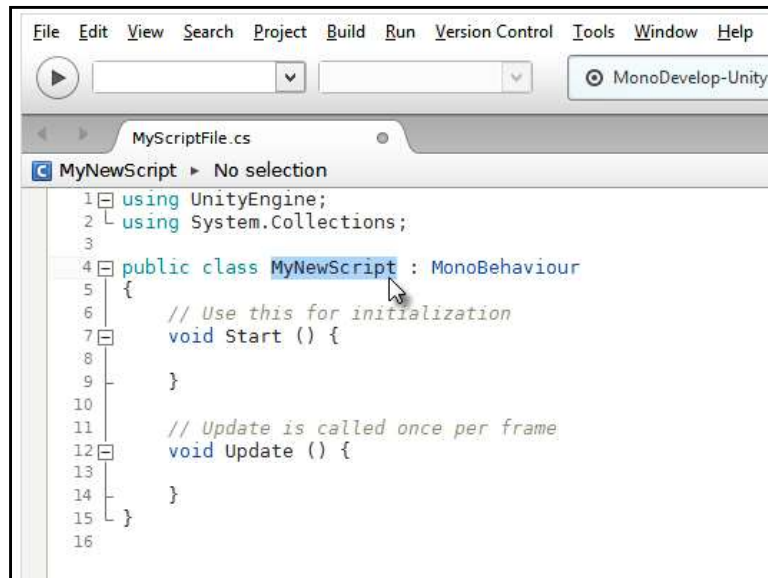 File Edit View Search Project Build Run Version Control Tools Window Help
MonoDevelop-Unity
MyScriptFile.cs
C MyNewScript ▸ No selection
1 using UnityEngine;
2 using System.Collections;
3
4 public class MyNewScript : MonoBehaviour
5 {
6     // Use this for initialization
7     void Start () {
8
9     }
10
11     // Update is called once per frame
12     void Update () {
13
14     }
15 }
16